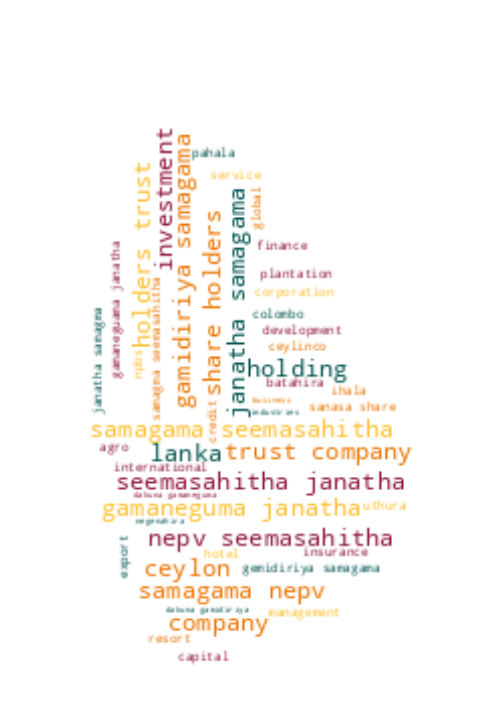 investment
gamidiriya samagama
pahala
holders trust
service
global
janatha samagama
share holders
gamaneguma janatha
finance
plantation
samagma seemasahitha
corporation
janatha samagma
colombo
development
npbs
ceylinco
holding
batahira
ihala
business
credit
sanasa share
industries
samagama seemasahitha
agro
lanka
trust company
international
seemasahitha janatha
dakuna gamaneguma
gamaneguma janatha
uthura
negenahira
nepv seemasahitha
export
hotel
insurance
ceylon
gemidiriya samagama
samagama nepv
dakuna gamidiriya
management
company
resort
capital